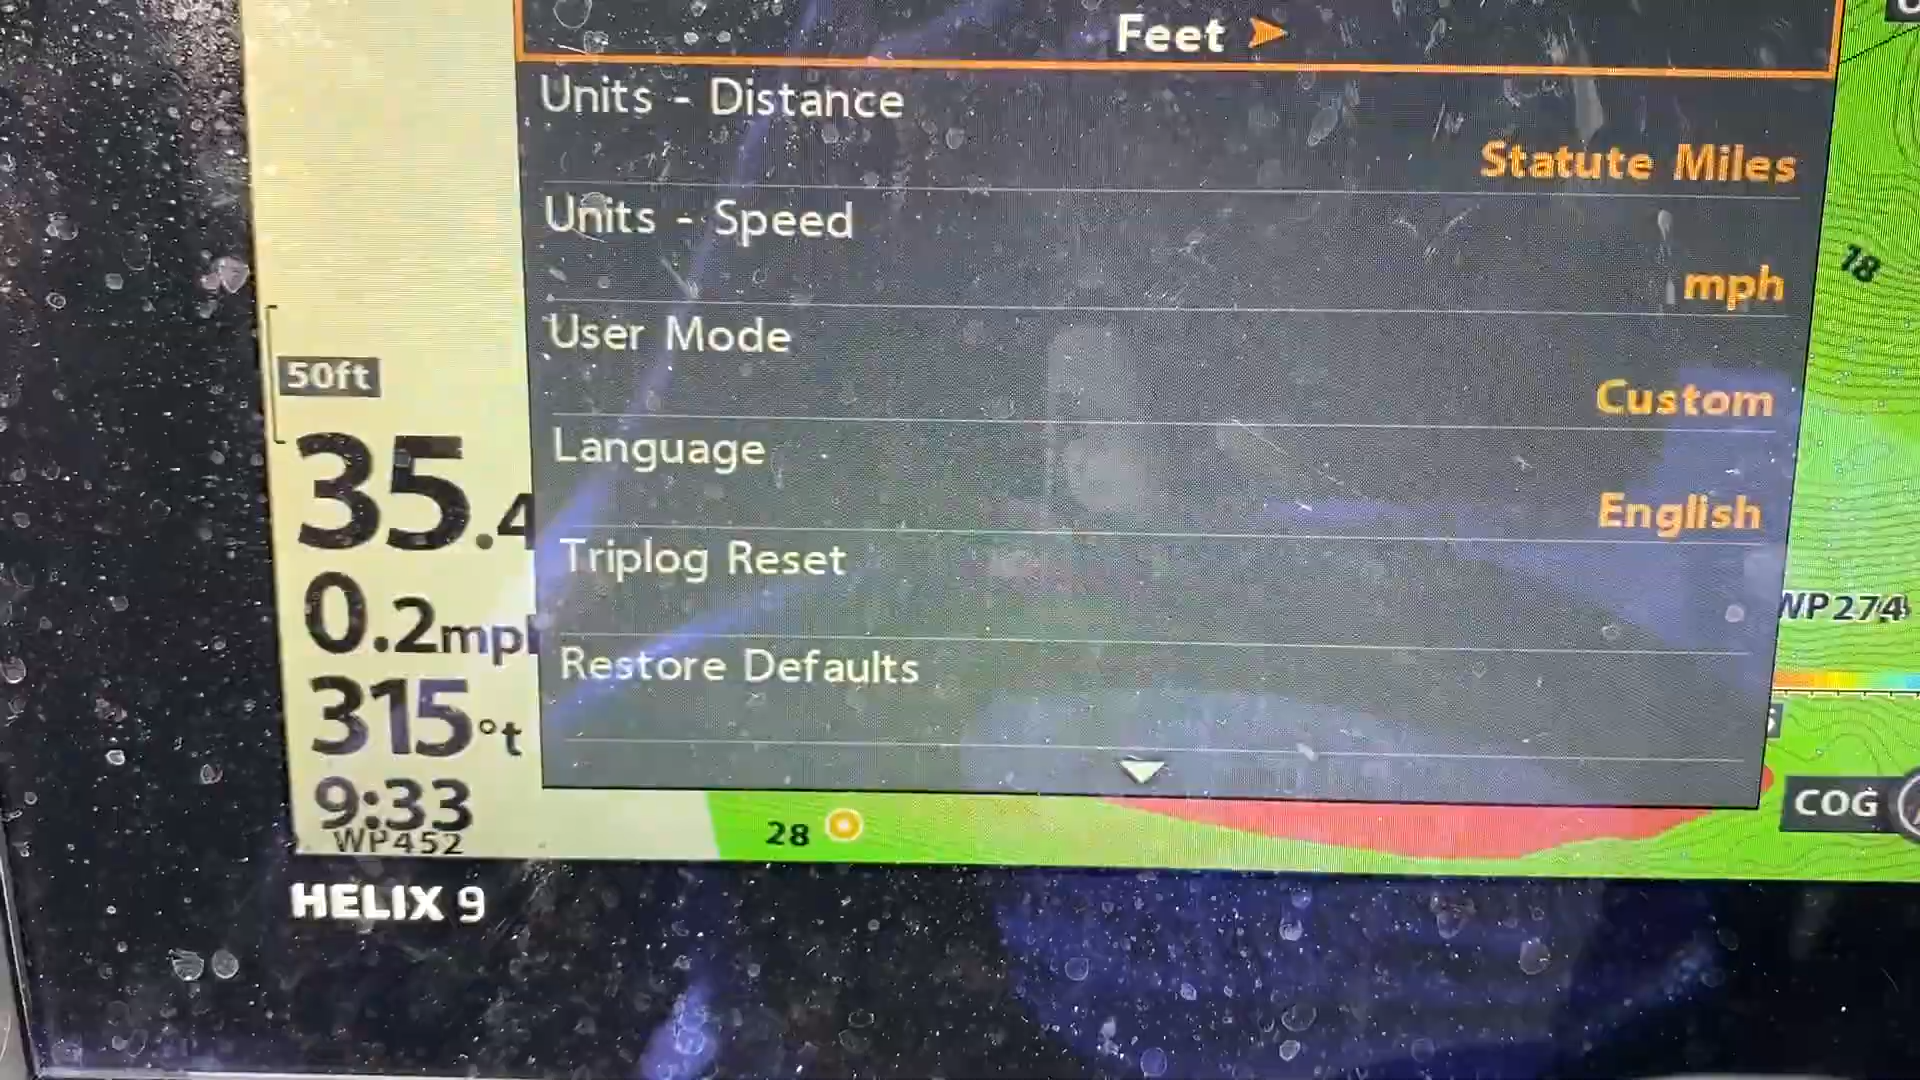 Feet
Units - Distance
Statute Miles
Units - Speed
mph
18
User Mode
50ft
Custom
Language
35.4
English
Triplog Reset
WP274
0.2mph
Restore Defaults
315°t
9:33
WP452
28
COG
HELIX 9